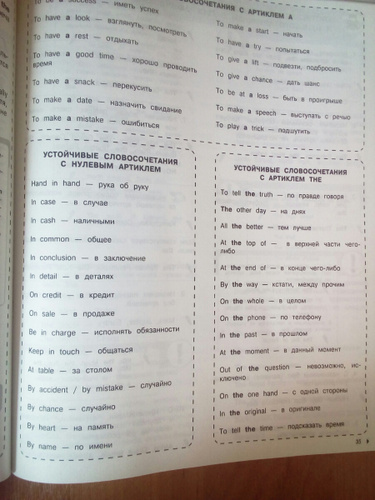 To be a success — иметь успех
To have a look — взглянуть, посмотреть
To have a rest — отдыхать
To have a good time — хорошо проводить
время
To have a snack — перекусить
To make a date — назначить свидание
To make a mistake — ошибиться
СЛОВОСОЧЕТАНИЯ С АРТИКЛЕМ A
To make a start — начать
To have a try — попытаться
To give a lift — подвезти, подбросить
To give a chance — дать шанс
To be at a loss — быть в проигрыше
To make a speech — выступать с речью
To play a trick — подшутить
УСТОЙЧИВЫЕ СЛОВОСОЧЕТАНИЯ
С НУЛЕВЫМ АРТИКЛЕМ
Hand in hand — рука об руку
In case — в случае
In cash — наличными
In common — общее
In conclusion — в заключение
In detail — в деталях
On credit — в кредит
On sale — в продаже
Be in charge — исполнять обязанности
Keep in touch — общаться
At table — за столом
By accident / by mistake — случайно
By chance — случайно
By heart — на память
By name — по имени
УСТОЙЧИВЫЕ СЛОВОСОЧЕТАНИЯ
С АРТИКЛЕМ THE
To tell the truth — по правде говоря
The other day — на днях
All the better — тем лучше
At the top of — в верхней части чего-
либо
At the end of — в конце чего-либо
By the way — кстати, между прочим
On the whole — в целом
On the phone — по телефону
In the past — в прошлом
At the moment — в данный момент
Out of the question — невозможно, ис-
ключено
On the one hand — с одной стороны
In the original — в оригинале
To tell the time — подсказать время